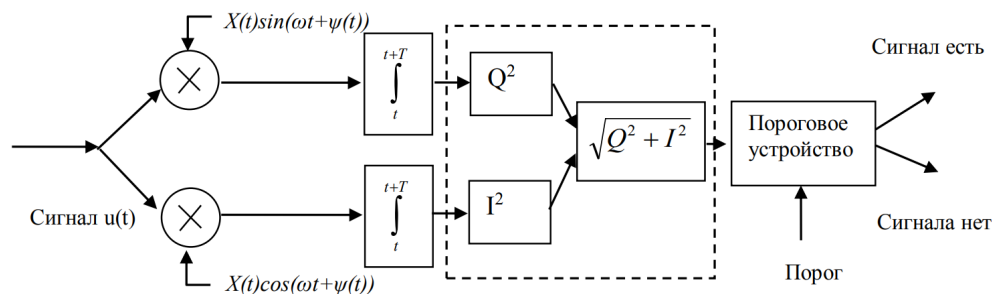 X(t)sin(ωt+ψ(t))
t+T
∫
t
Q²
Сигнал есть
√Q² + I²
Пороговое
устройство
Сигнал u(t)
t+T
∫
t
I²
Сигнала нет
X(t)cos(ωt+ψ(t))
Порог